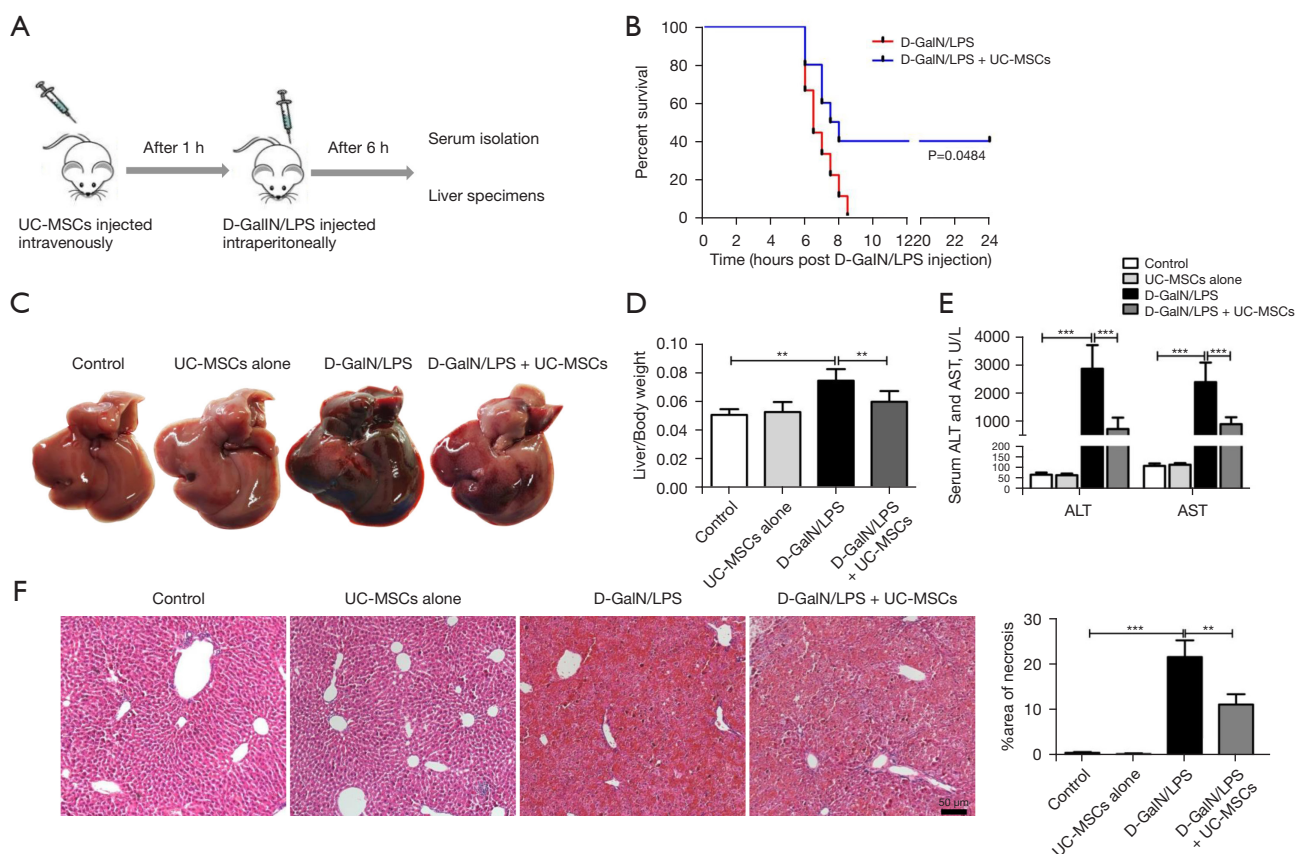 A
After 1 h
After 6 h
Serum isolation
Liver specimens
UC-MSCs injected
intravenously
D-GalIN/LPS injected
intraperitoneally
B
Percent survival
100
80
60
40
20
0
D-GalN/LPS
D-GalN/LPS + UC-MSCs
P=0.0484
0 2 4 6 8 10 12 20 22 24
Time (hours post D-GalN/LPS injection)
C
Control
UC-MSCs alone
D-GalN/LPS
D-GalN/LPS + UC-MSCs
D
Liver/Body weight
0.10
0.08
0.06
0.04
0.02
0.00
** **
Control
UC-MSCs alone
D-GalN/LPS
D-GalN/LPS
+ UC-MSCs
E
Control
UC-MSCs alone
D-GalN/LPS
D-GalN/LPS + UC-MSCs
Serum ALT and AST, U/L
4000
3000
2000
1000
200
150
100
50
0
*** *** *** ***
ALT AST
F
Control
UC-MSCs alone
D-GalN/LPS
D-GalN/LPS + UC-MSCs
50 μm
%area of necrosis
30
20
10
0
*** **
Control
UC-MSCs alone
D-GalN/LPS
D-GalN/LPS
+ UC-MSCs